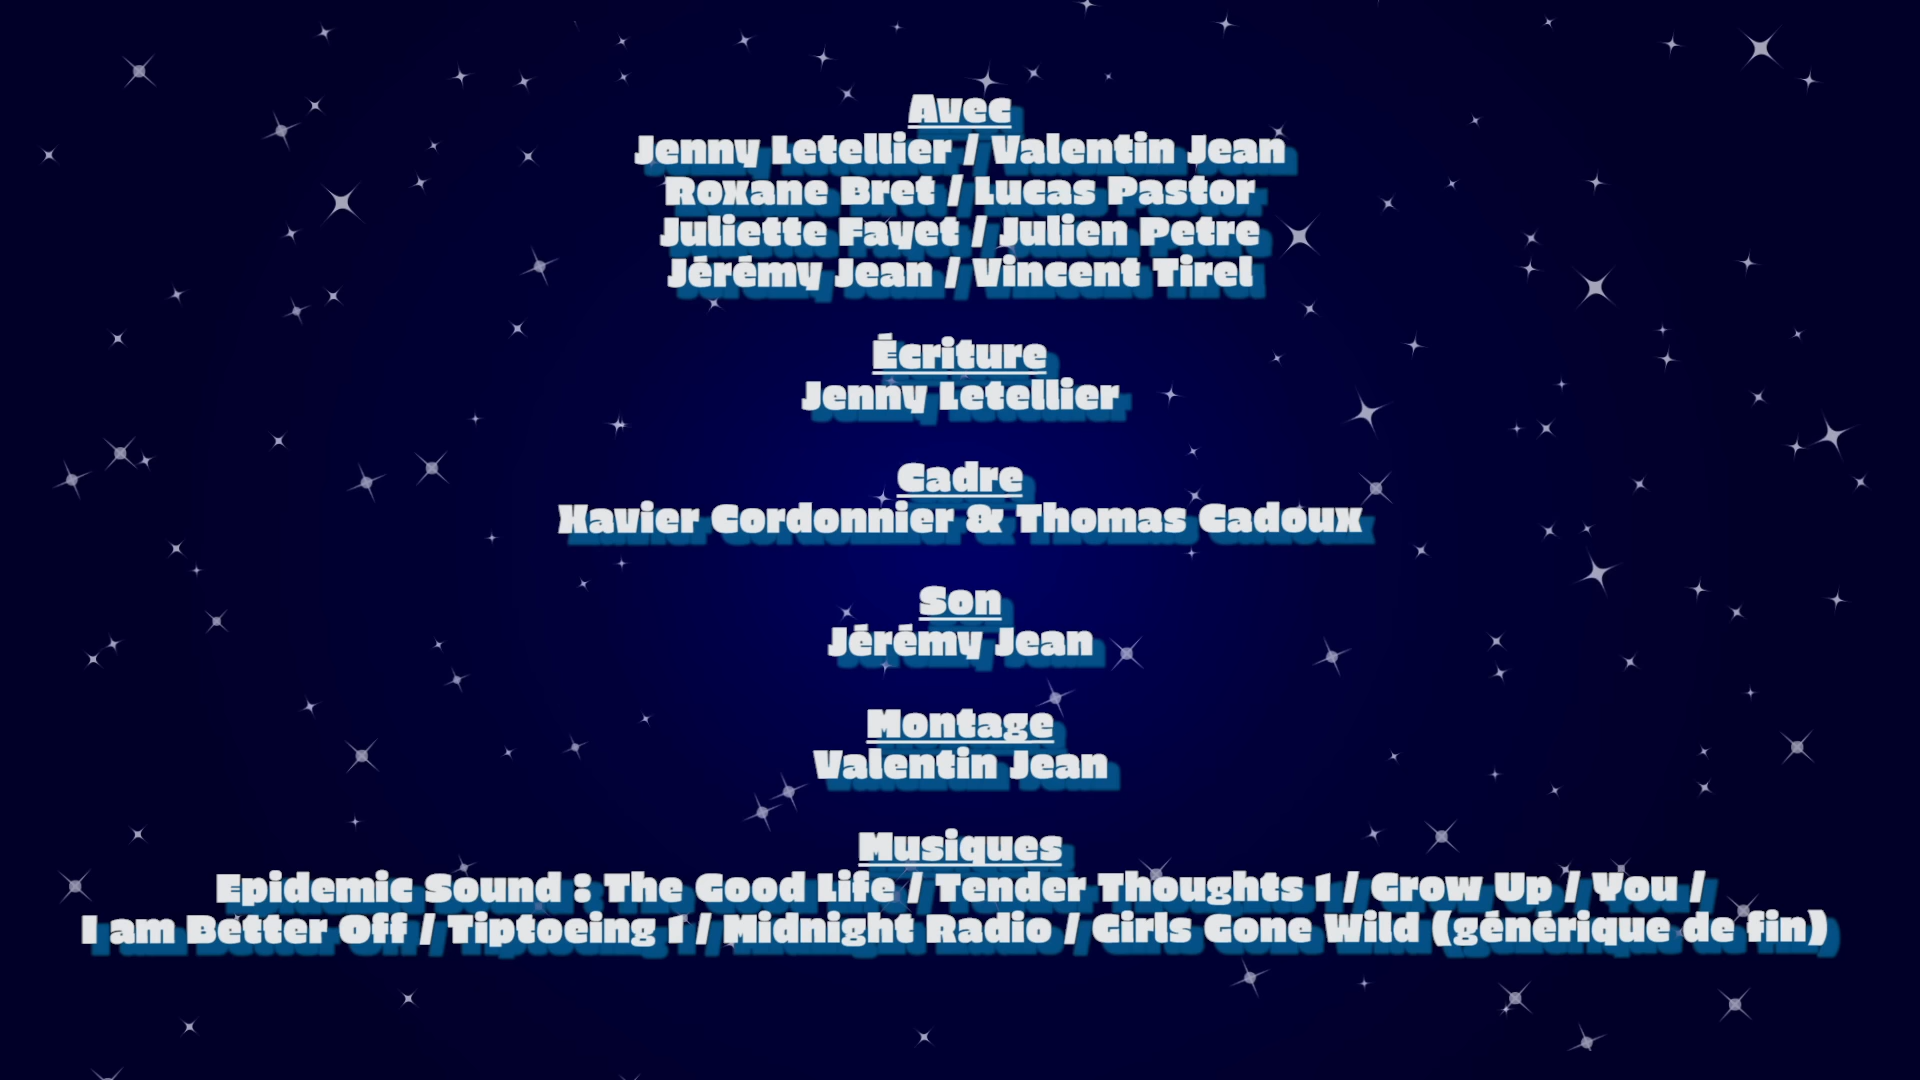 Avec
Jenny Letellier / Valentin Jean
Roxane Bret / Lucas Pastor
Juliette Fayet / Julien Petre
Jérémy Jean / Vincent Tirel
Écriture
Jenny Letellier
Cadre
Xavier Cordonnier & Thomas Cadoux
Son
Jérémy Jean
Montage
Valentin Jean
Musiques
Epidemic Sound : The Good Life / Tender Thoughts 1 / Grow Up / You /
I am Better Off / Tiptoeing 1 / Midnight Radio / Girls Gone Wild (générique de fin)